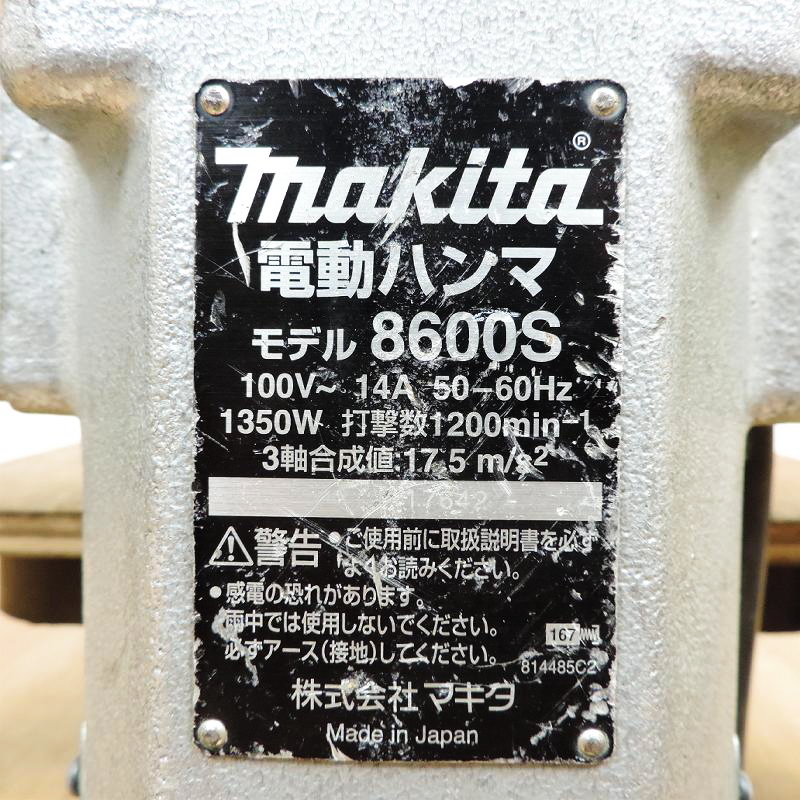 makita®
電動ハンマ
モデル 8600S
100V~ 14A 50-60Hz
1350W 打撃数1200min-1
3軸合成値:17.5 m/s2
警告 ・ご使用前に取扱説明書を必ず
よくお読みください。
・感電の恐れがあります。
雨中では使用しないでください。
必ずアース(接地)してください。
167
814485C2
株式会社 マキタ
Made in Japan